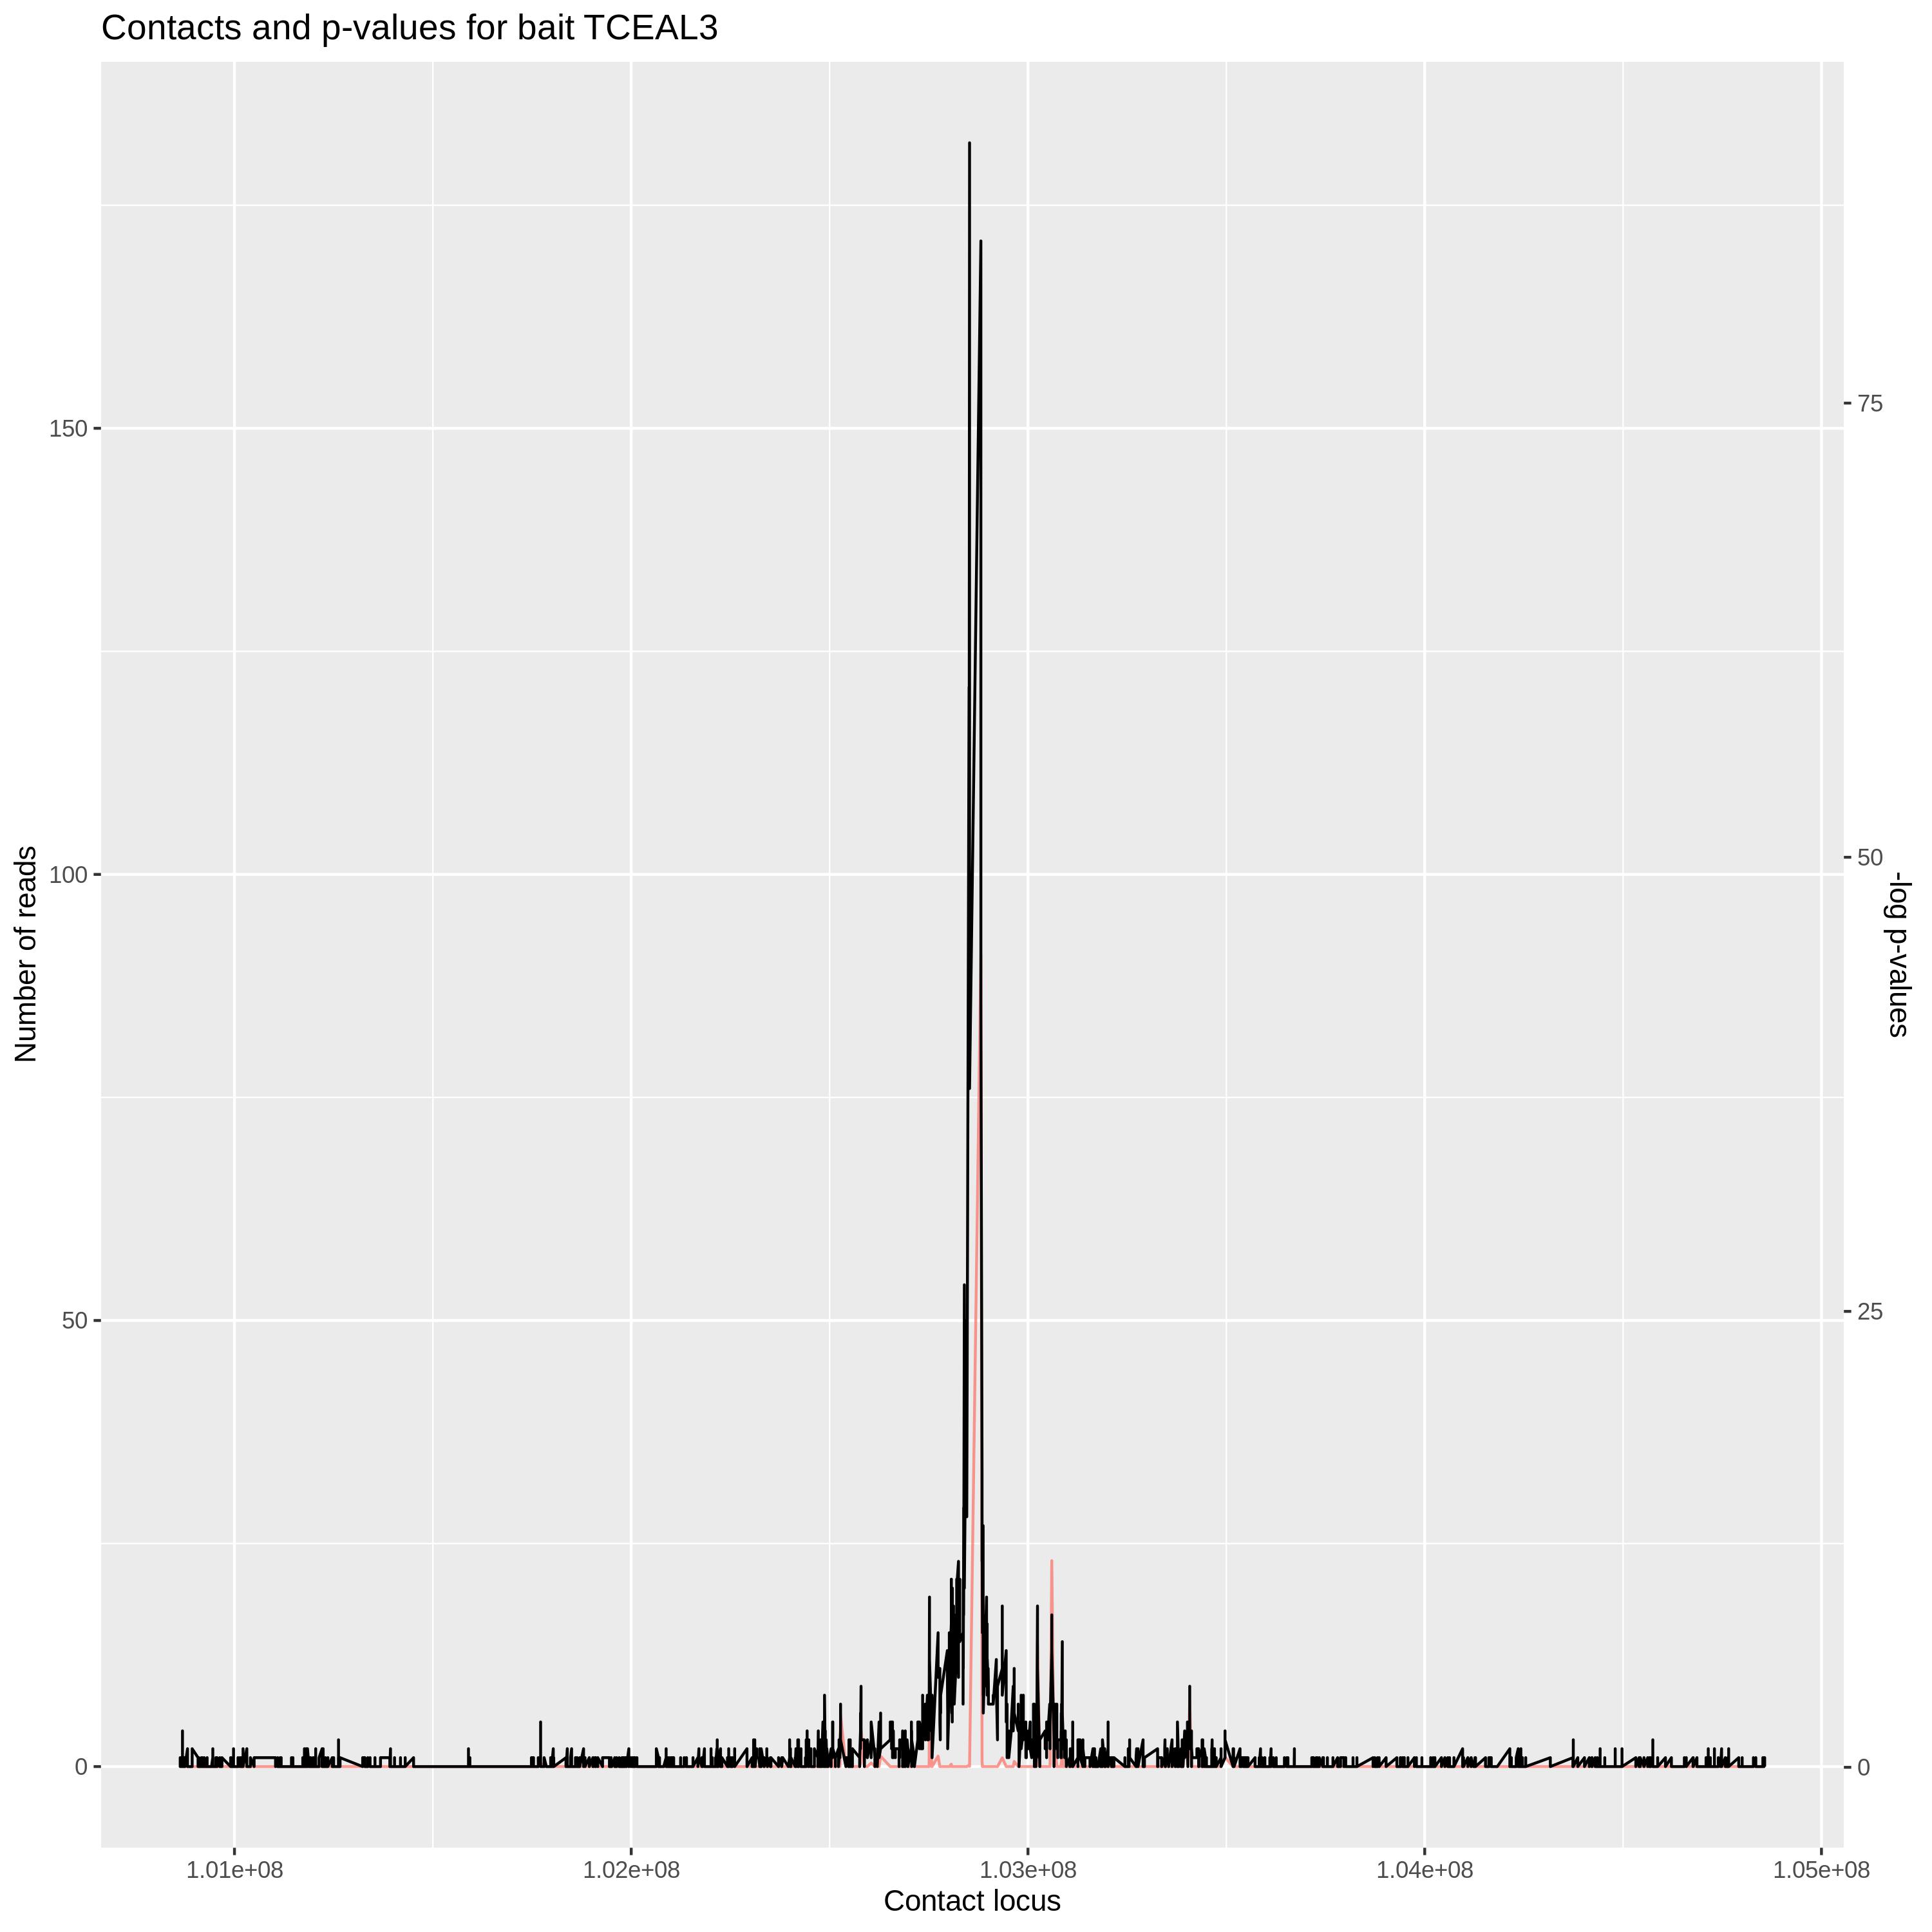 Contacts and p-values for bait TCEAL3
150
100
50
0
Number of reads
75
50
25
0
-log p-values
1.01e+08 1.02e+08 1.03e+08 1.04e+08 1.05e+08
Contact locus